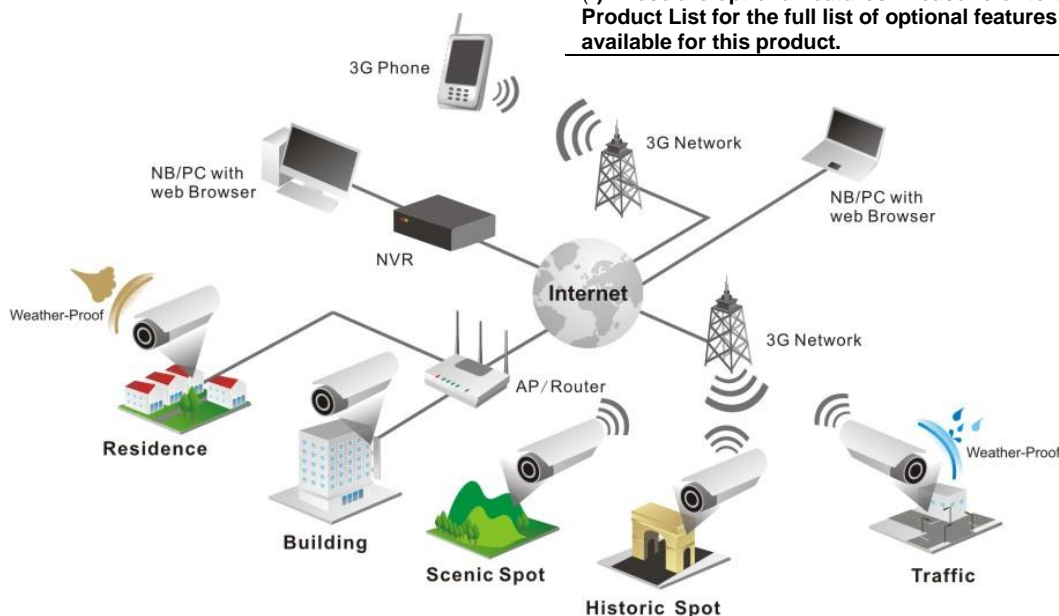 Product List for the full list of optional features
available for this product.
3G Phone
3G Network
NB/PC with
web Browser
NB/PC with
web Browser
NVR
Internet
Weather-Proof
3G Network
AP/Router
Residence
Weather-Proof
Building
Scenic Spot
Historic Spot
Traffic